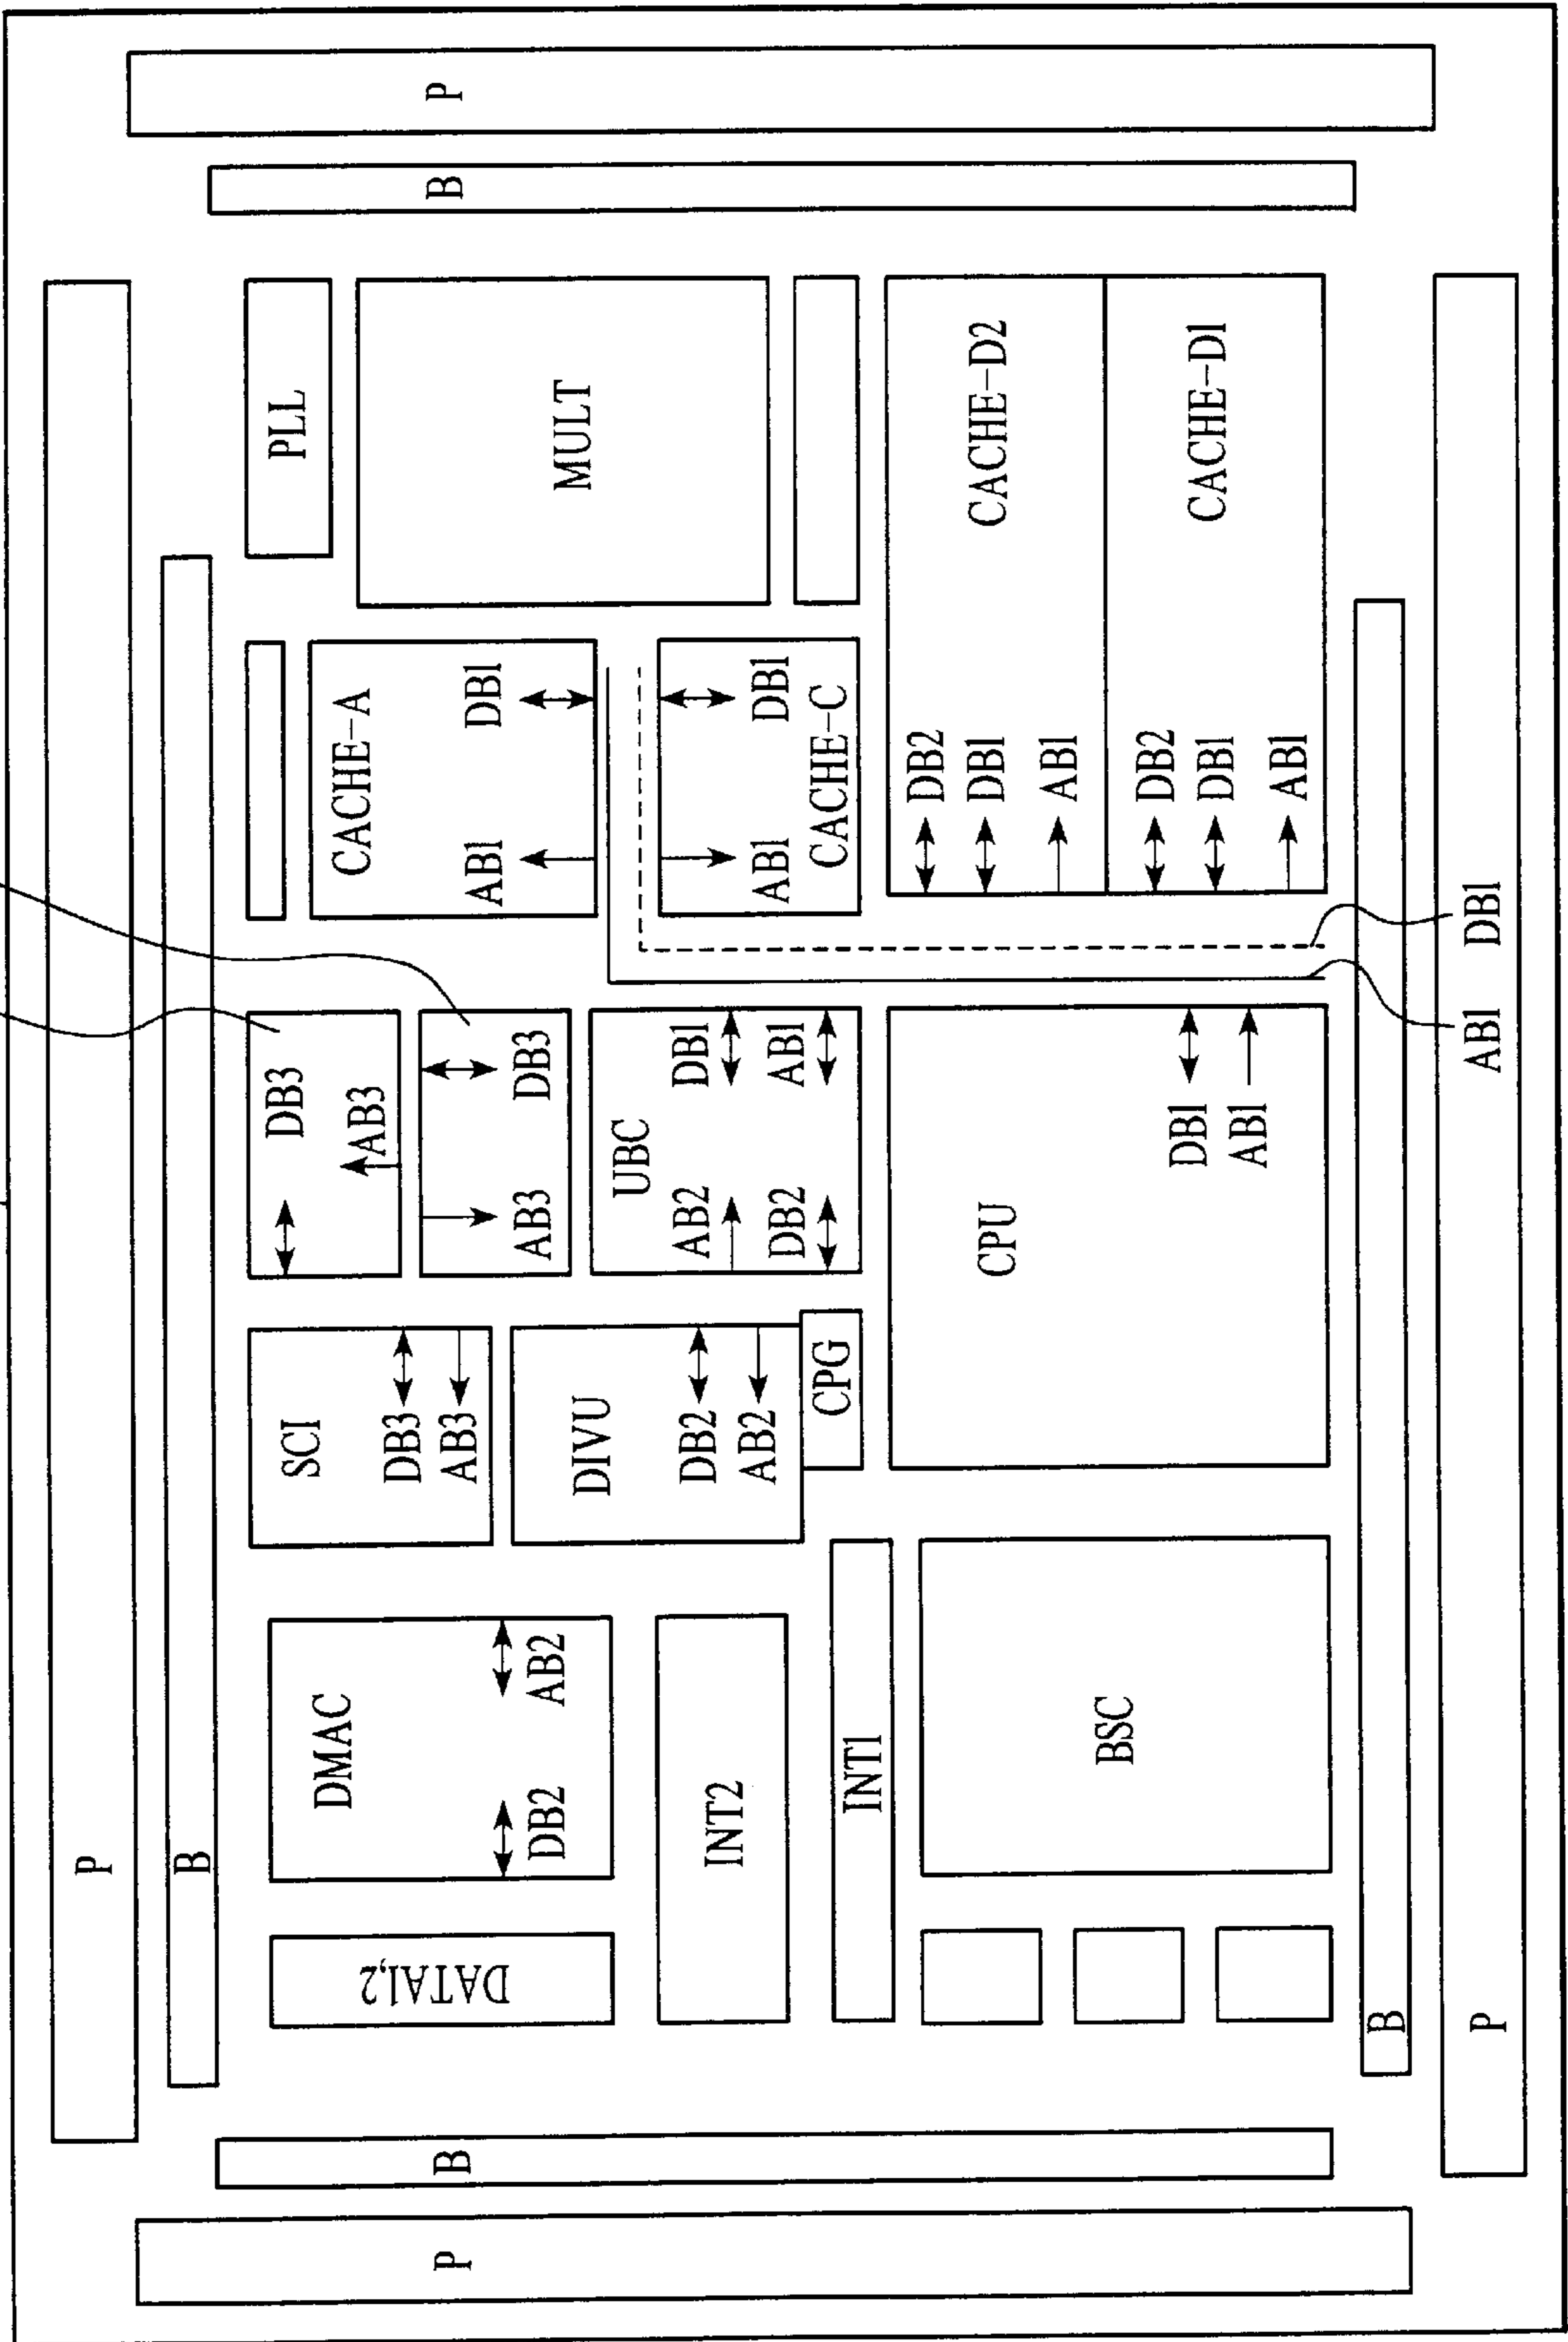 P
B
P
B
DATA1,2
DMAC
DB2
AB2
SCI
DB3
AB3
DB3
AB3
AB3
DB3
CACHE-A
AB1
DB1
PLL
MULT
B
P
INT2
DIVU
DB2
AB2
CPG
UBC
AB2
DB2
DB1
AB1
AB1
DB1
CACHE-C
INT1
BSC
CPU
DB1
AB1
DB2
DB1
AB1
CACHE-D2
DB2
DB1
AB1
CACHE-D1
B
P
AB1
DB1